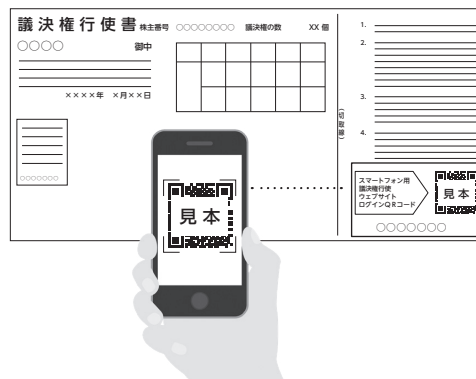 議決権行使書 株主番号 ○○○○○○○○ 議決権の数 XX 個
○○○○ 御中
××××年 ×月××日
○○○○○○○
(切取線)
1.
2.
3.
4.
スマートフォン用
議決権行使
ウェブサイト
ログインQRコード
見本
○○○○○○○
見本